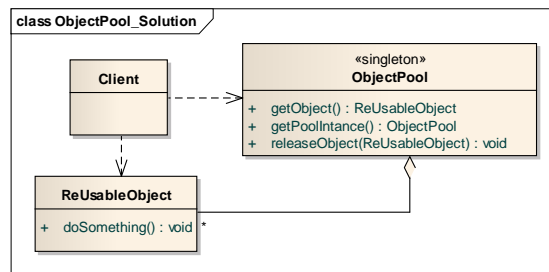 class ObjectPool_Solution
Client
«singleton»
ObjectPool
+ getObject() : ReUsableObject
+ getPoolIntance() : ObjectPool
+ releaseObject(ReUsableObject) : void
ReUsableObject
+ doSomething() : void
*